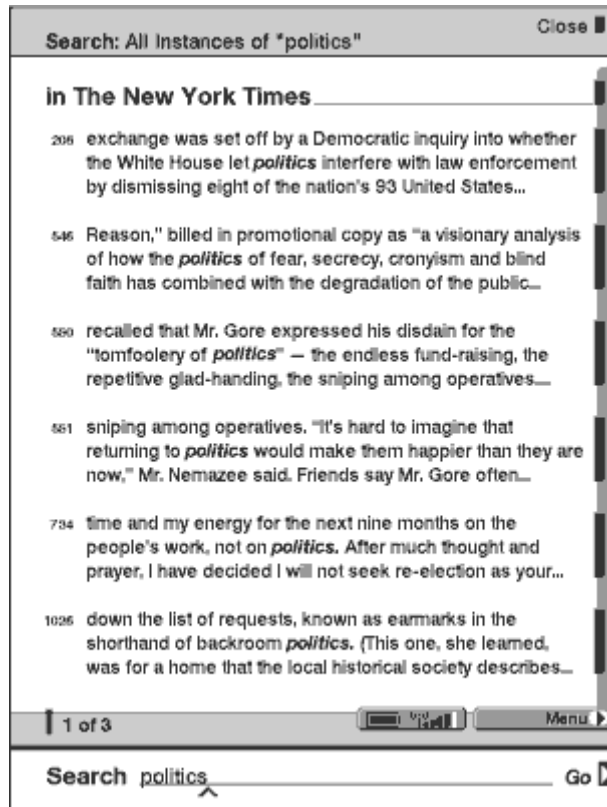 Close
Search: All Instances of "politics"
in The New York Times
exchange was set off by a Democratic inquiry into whether
the White House let politics interfere with law enforcement
by dismissing eight of the nation's 93 United States...
546 Reason," billed in promotional copy as "a visionary analysis
of how the politics of fear, secrecy, cronyism and blind
faith has combined with the degradation of the public...
recalled that Mr. Gore expressed his disdain for the
"tomfoolery of politics" — the endless fund-raising, the
repetitive glad-handing, the sniping among operatives....
sniping among operatives. "It's hard to imagine that
returning to politics would make them happier than they are
now," Mr. Nemazee said. Friends say Mr. Gore often...
734 time and my energy for the next nine months on the
people's work, not on politics. After much thought and
prayer, I have decided I will not seek re-election as your...
down the list of requests, known as earmarks in the
shorthand of backroom politics. (This one, she learned,
was for a home that the local historical society describes...
1 of 3
Menu
Search politics
Go